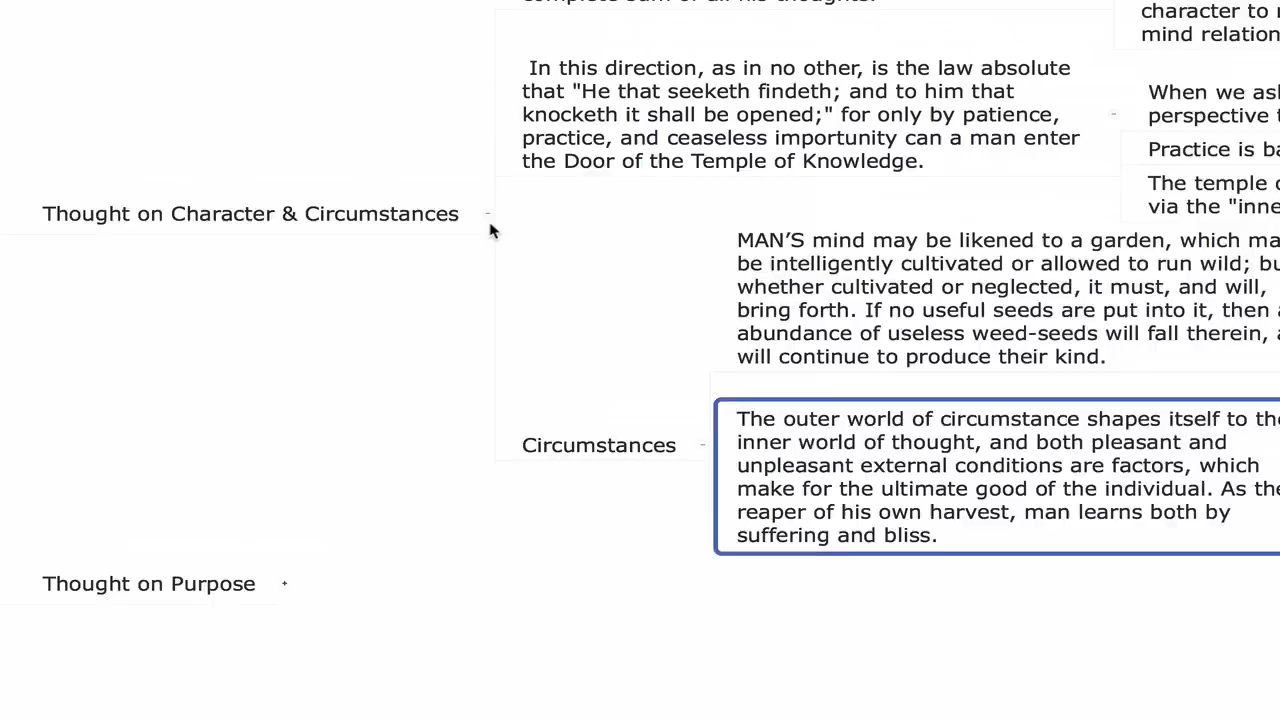 complete sum of all his thoughts.
character to
mind relation
In this direction, as in no other, is the law absolute
that "He that seeketh findeth; and to him that
knocketh it shall be opened;" for only by patience,
practice, and ceaseless importunity can a man enter
the Door of the Temple of Knowledge.
When we
perspective
Practice is
The temple
via the
Thought on Character & Circumstances
MAN’S mind may be likened to a garden, which
be intelligently cultivated or allowed to run wild;
whether cultivated or neglected, it must, and will,
bring forth. If no useful seeds are put into it, then
abundance of useless weed-seeds will fall therein,
will continue to produce their kind.
Circumstances
The outer world of circumstance shapes itself to
inner world of thought, and both pleasant and
unpleasant external conditions are factors, which
make for the ultimate good of the individual. As
reaper of his own harvest, man learns both by
suffering and bliss.
Thought on Purpose